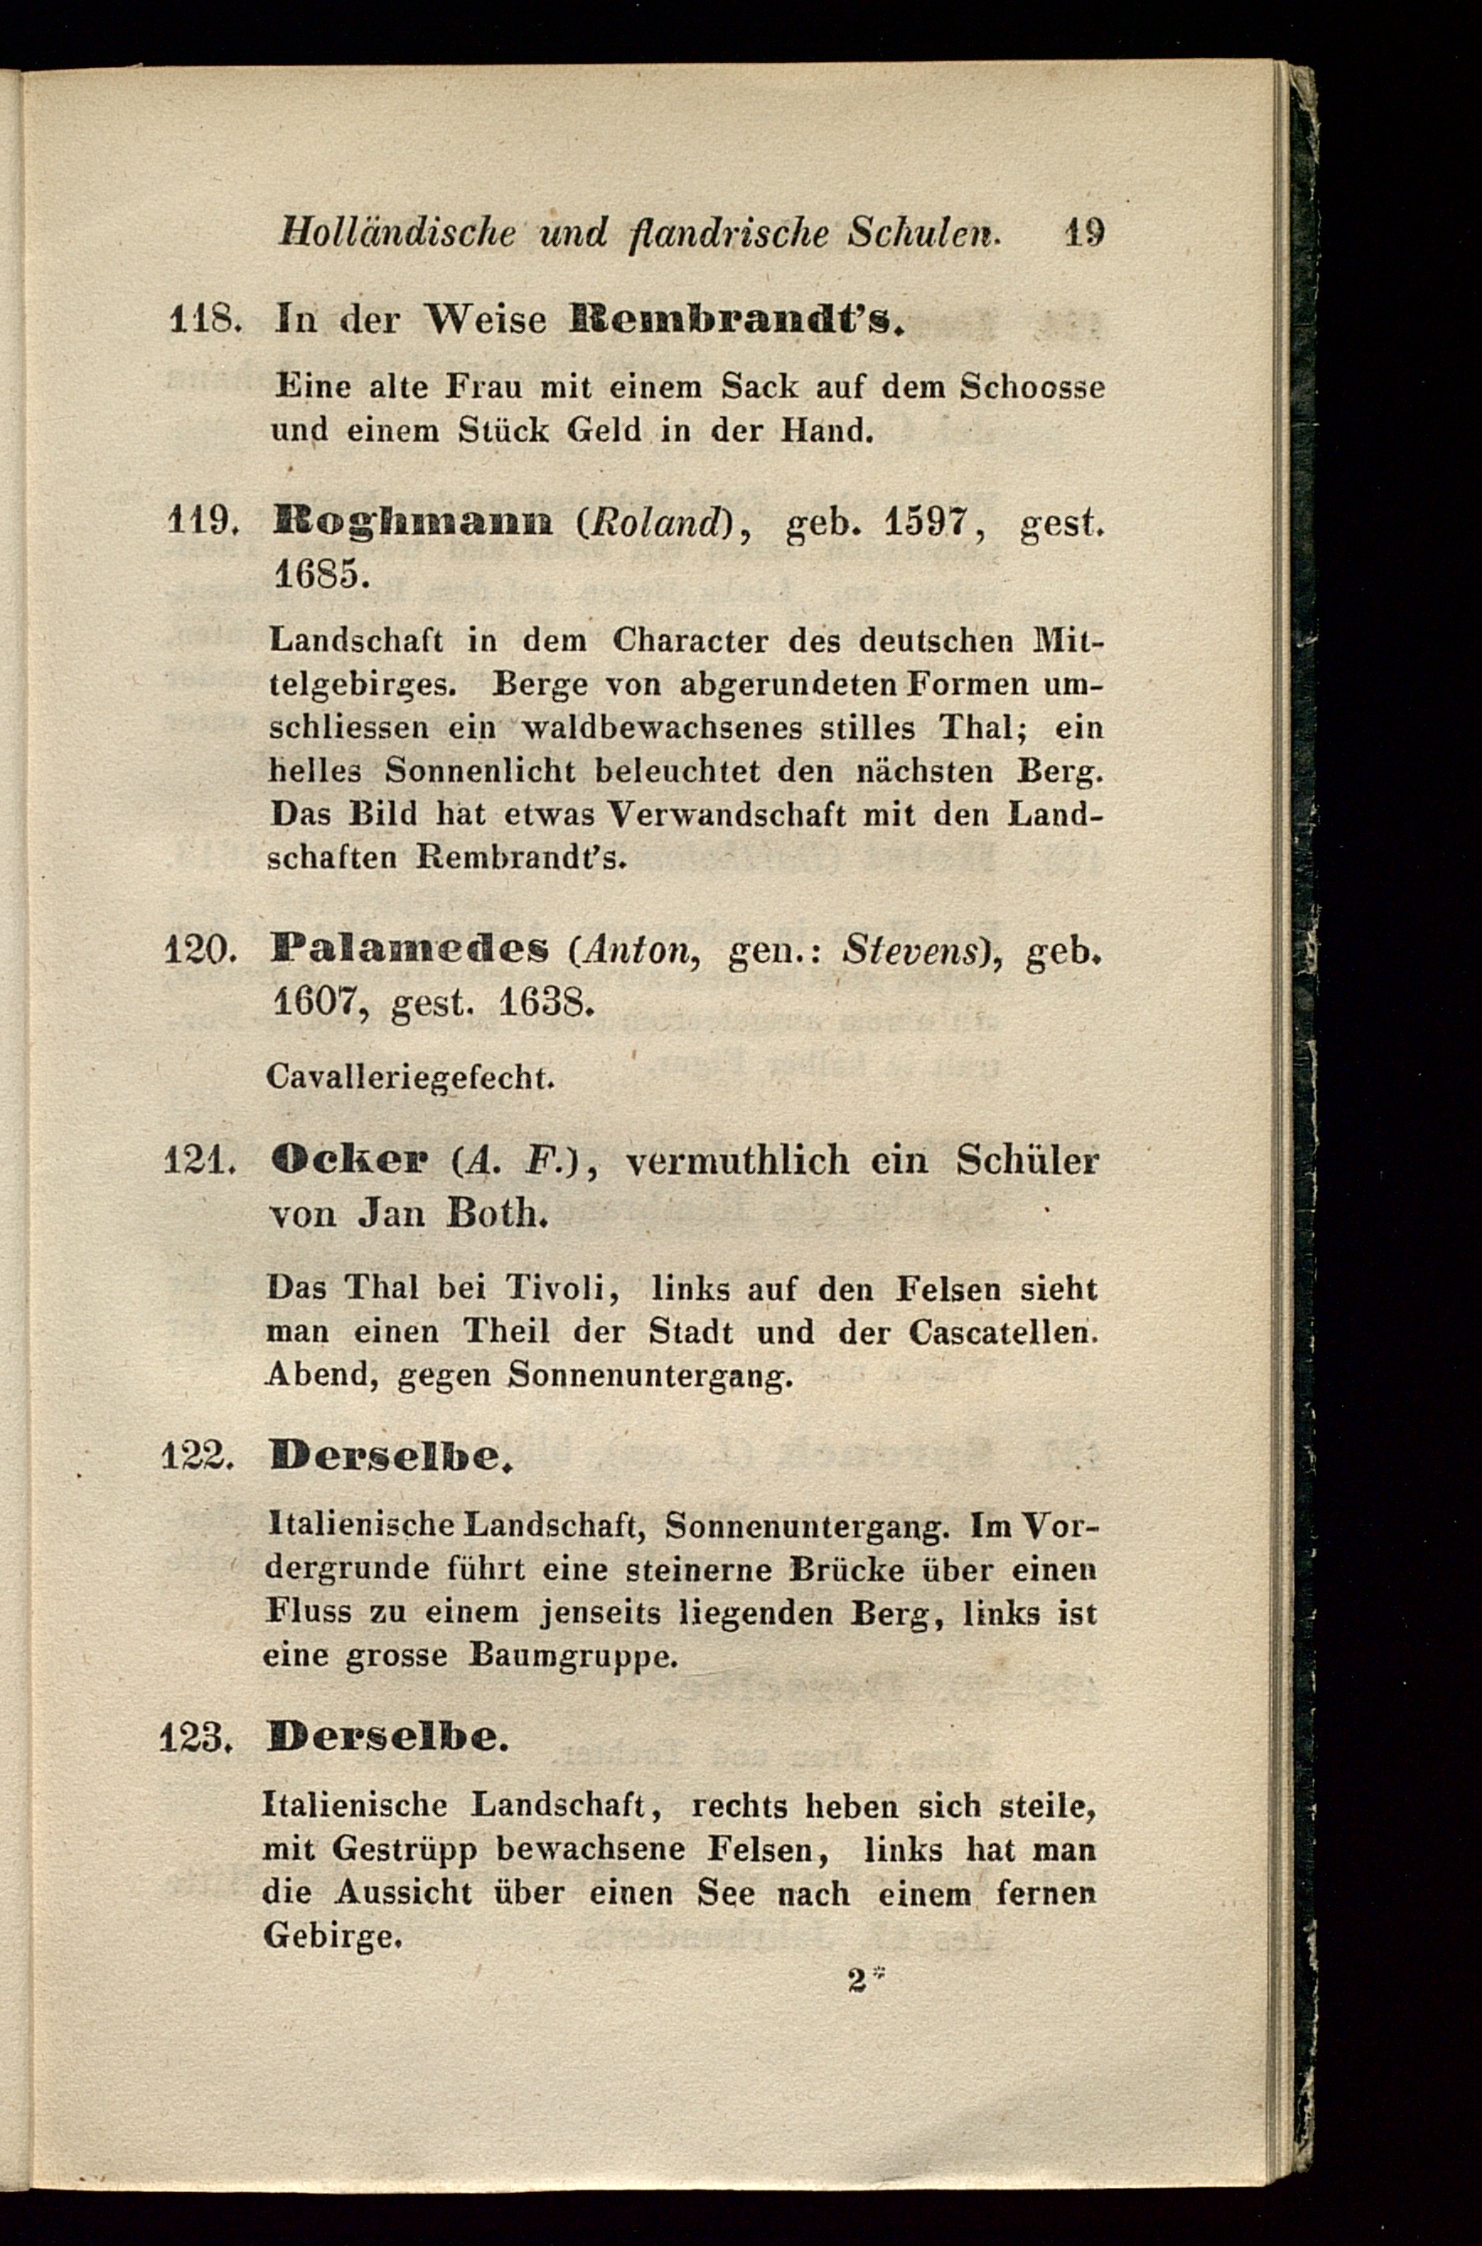 Holländische und flandrische Schulen. 19
118. In der Weise Rembrandt's.
Eine alte Frau mit einem Sack auf dem Schoosse
und einem Stück Geld in der Hand.
119. Roghmann (Roland), geb. 1597, gest.
1685.
Landschaft in dem Character des deutschen Mit-
telgebirges. Berge von abgerundeten Formen um-
schliessen ein waldbewachsenes stilles Thal; ein
helles Sonnenlicht beleuchtet den nächsten Berg.
Das Bild hat etwas Verwandschaft mit den Land-
schaften Rembrandt's.
120. Palamedes (Anton, gen.: Stevens), geb.
1607, gest. 1638.
Cavalleriegefecht.
121. Ocker (A. F.), vermuthlich ein Schüler
von Jan Both.
Das Thal bei Tivoli, links auf den Felsen sieht
man einen Theil der Stadt und der Cascatellen.
Abend, gegen Sonnenuntergang.
122. Derselbe.
Italienische Landschaft, Sonnenuntergang. Im Vor-
dergrunde führt eine steinerne Brücke über einen
Fluss zu einem jenseits liegenden Berg, links ist
eine grosse Baumgruppe.
123. Derselbe.
Italienische Landschaft, rechts heben sich steile,
mit Gestrüpp bewachsene Felsen, links hat man
die Aussicht über einen See nach einem fernen
Gebirge.
2*